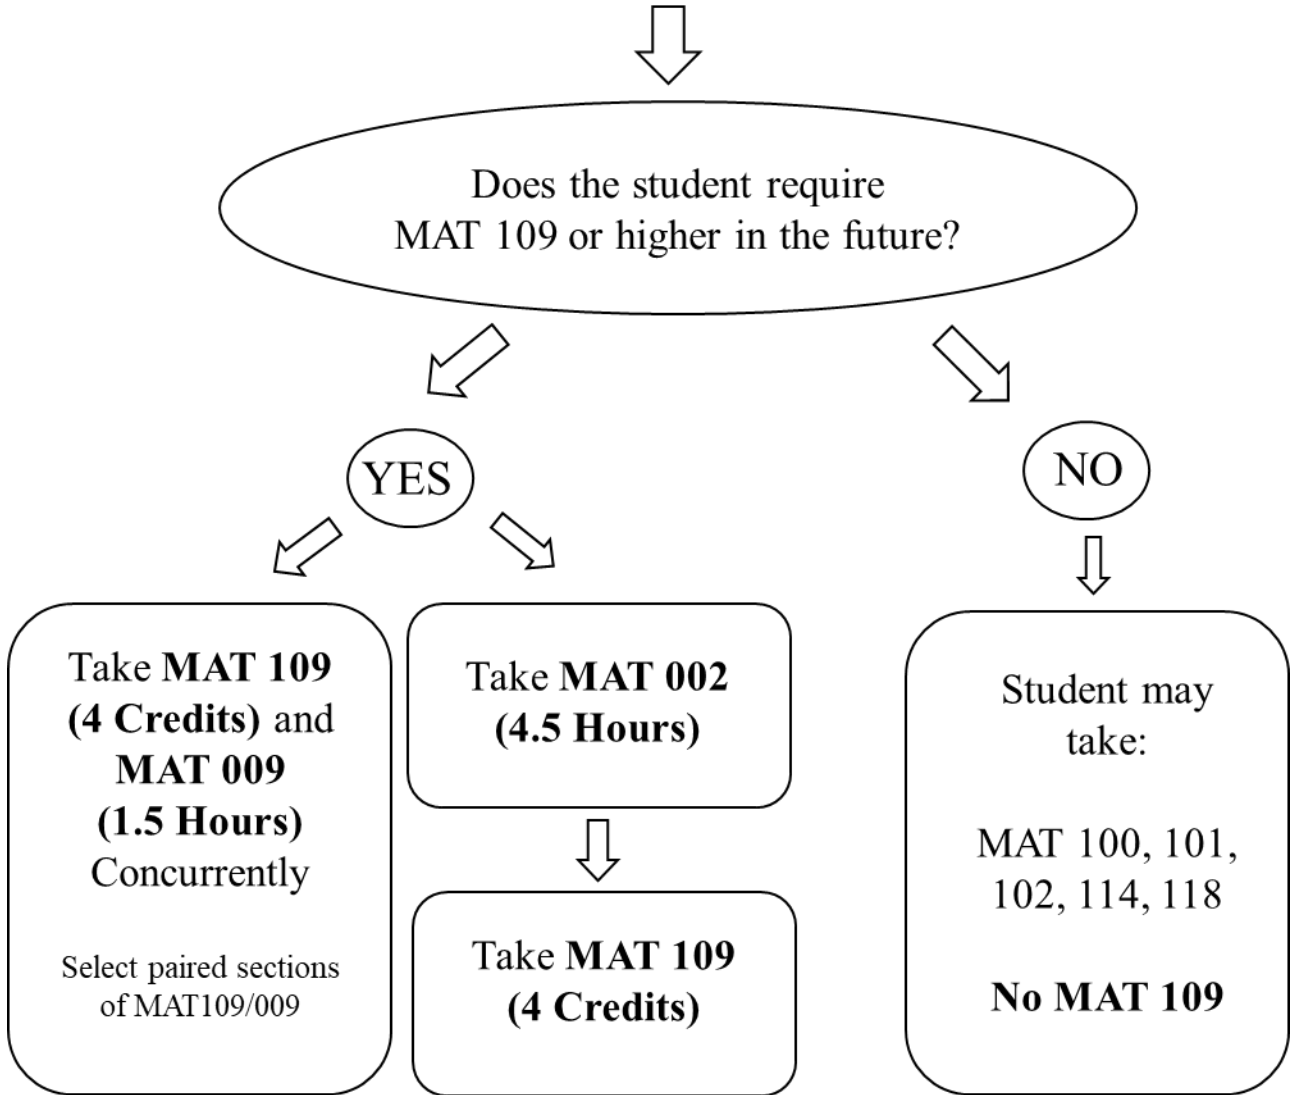 Does the student require
MAT 109 or higher in the future?
YES
NO
Take MAT 109
(4 Credits) and
MAT 009
(1.5 Hours)
Concurrently
Select paired sections
of MAT109/009
Take MAT 002
(4.5 Hours)
Take MAT 109
(4 Credits)
Student may
take:
MAT 100, 101,
102, 114, 118
No MAT 109